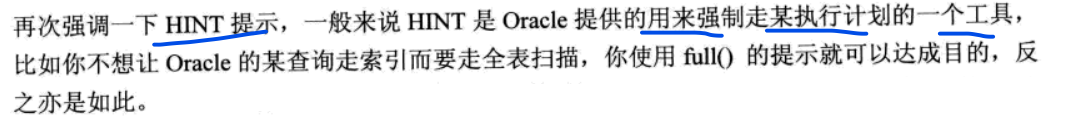 再次强调一下 HINT 提示，一般来说 HINT 是 Oracle 提供的用来强制走某执行计划的一个工具，
比如你不想让 Oracle 的某查询走索引而要走全表扫描，你使用 full() 的提示就可以达成目的，反
之亦是如此。